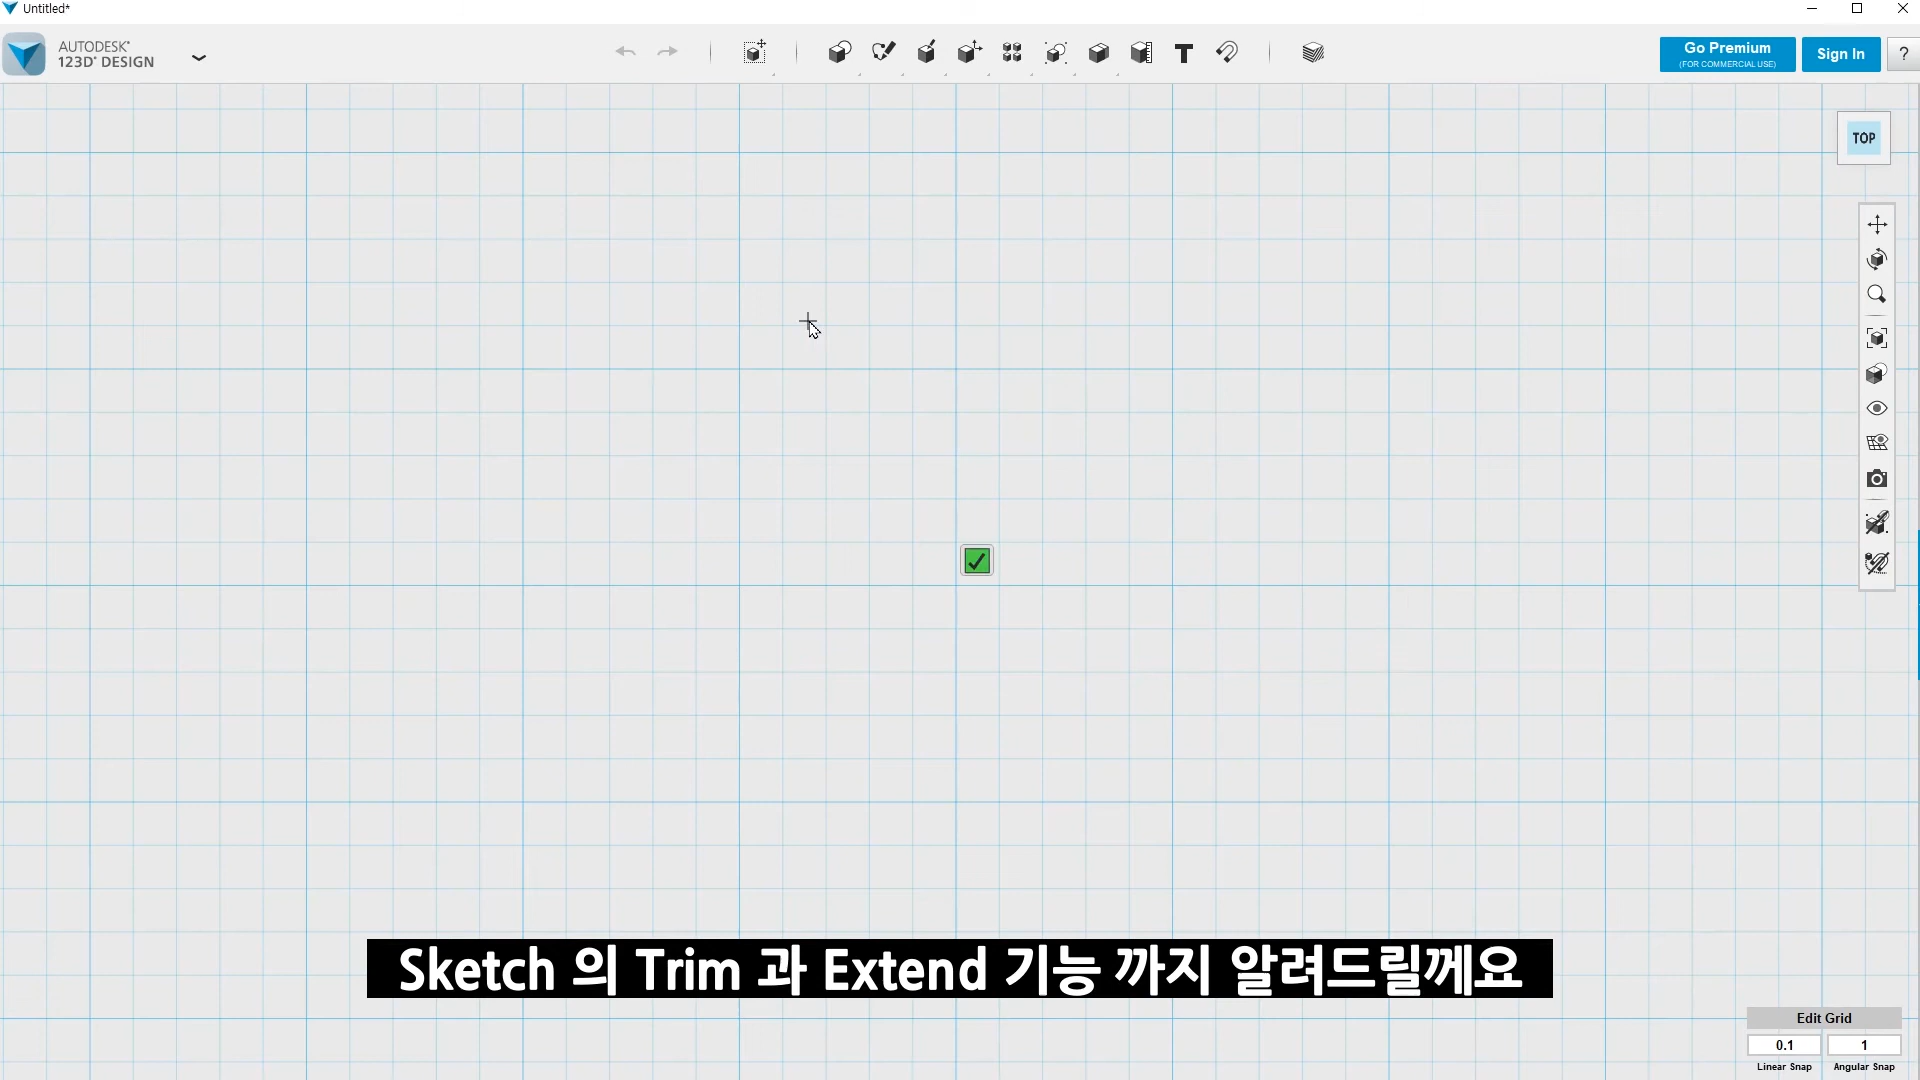 Untitled*
AUTODESK®
123D® DESIGN
Go Premium
(FOR COMMERCIAL USE)
Sign In
?
TOP
T
Sketch 의 Trim 과 Extend 기능 까지 알려드릴께요
Edit Grid
0.1
1
Linear Snap
Angular Snap